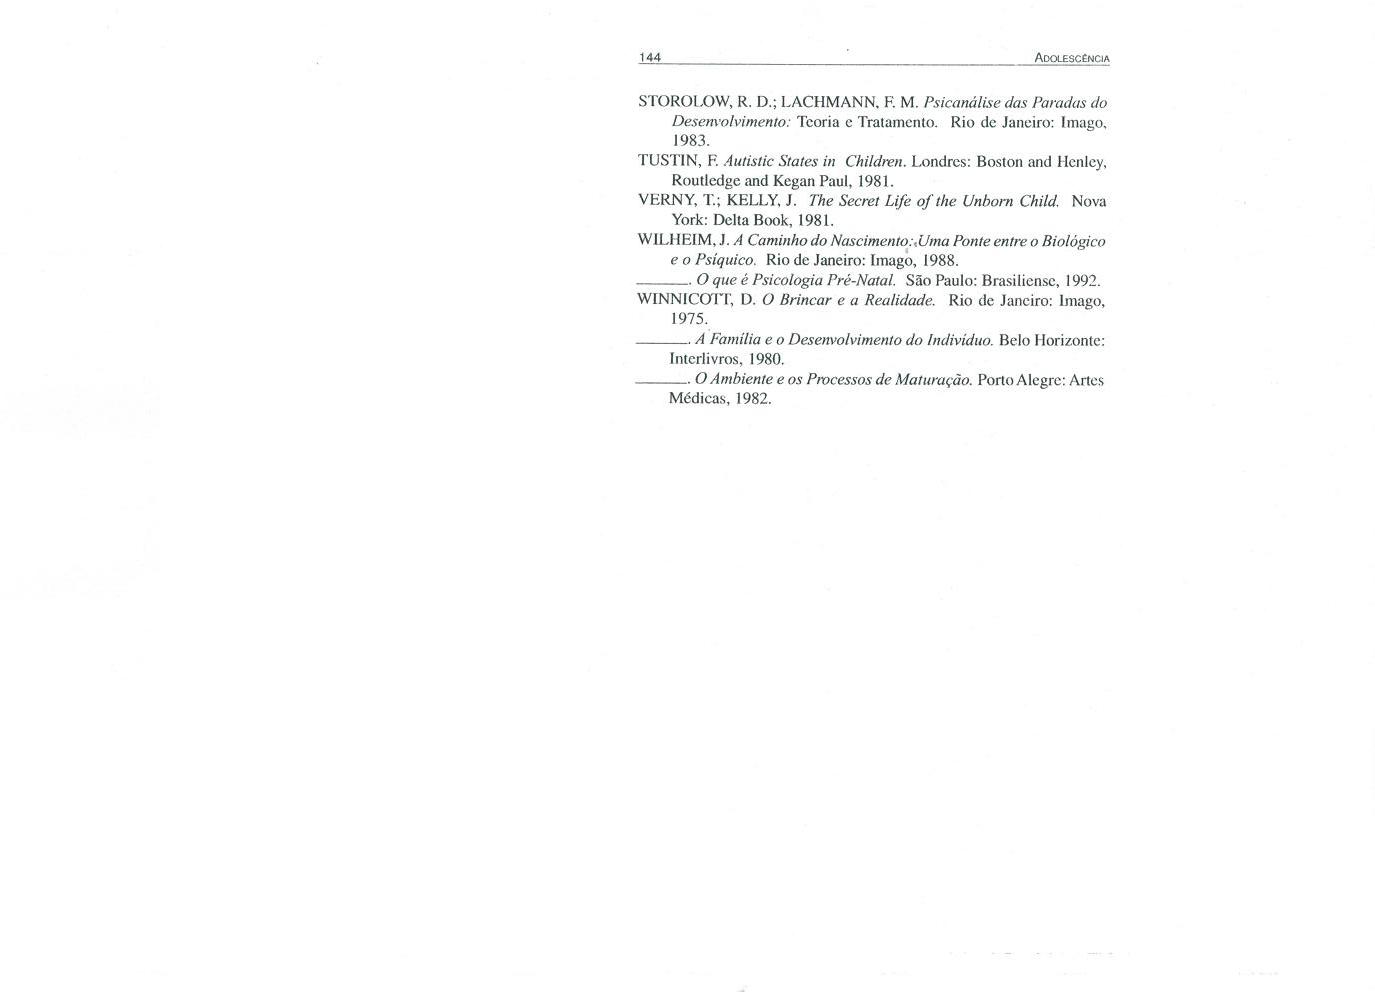 144 ADOLESCÊNCIA
STOROLOW, R. D.; LACHMANN, F. M. Psicanálise das Paradas do
Desenvolvimento: Teoria e Tratamento. Rio de Janeiro: Imago,
1983.
TUSTIN, F. Autistic States in Children. Londres: Boston and Henley,
Routledge and Kegan Paul, 1981.
VERNY, T.; KELLY, J. The Secret Life of the Unborn Child. Nova
York: Delta Book, 1981.
WILHEIM, J. A Caminho do Nascimento: Uma Ponte entre o Biológico
e o Psíquico. Rio de Janeiro: Imago, 1988.
_______. O que é Psicologia Pré-Natal. São Paulo: Brasiliense, 1992.
WINNICOTT, D. O Brincar e a Realidade. Rio de Janeiro: Imago,
1975.
_______. A Família e o Desenvolvimento do Indivíduo. Belo Horizonte:
Interlivros, 1980.
_______. O Ambiente e os Processos de Maturação. Porto Alegre: Artes
Médicas, 1982.